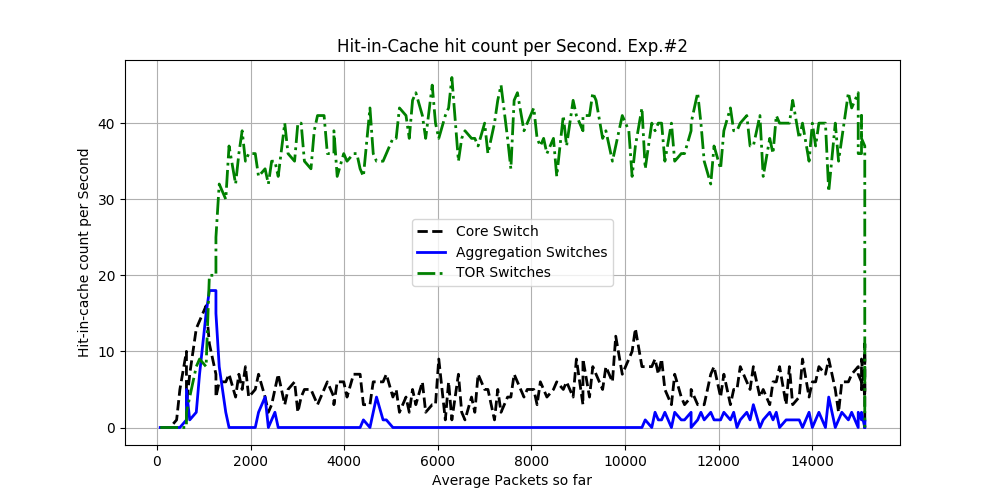 Hit-in-Cache hit count per Second. Exp.#2
Hit-in-cache count per Second
40
30
20
10
0
Core Switch
Aggregation Switches
TOR Switches
0 2000 4000 6000 8000 10000 12000 14000
Average Packets so far